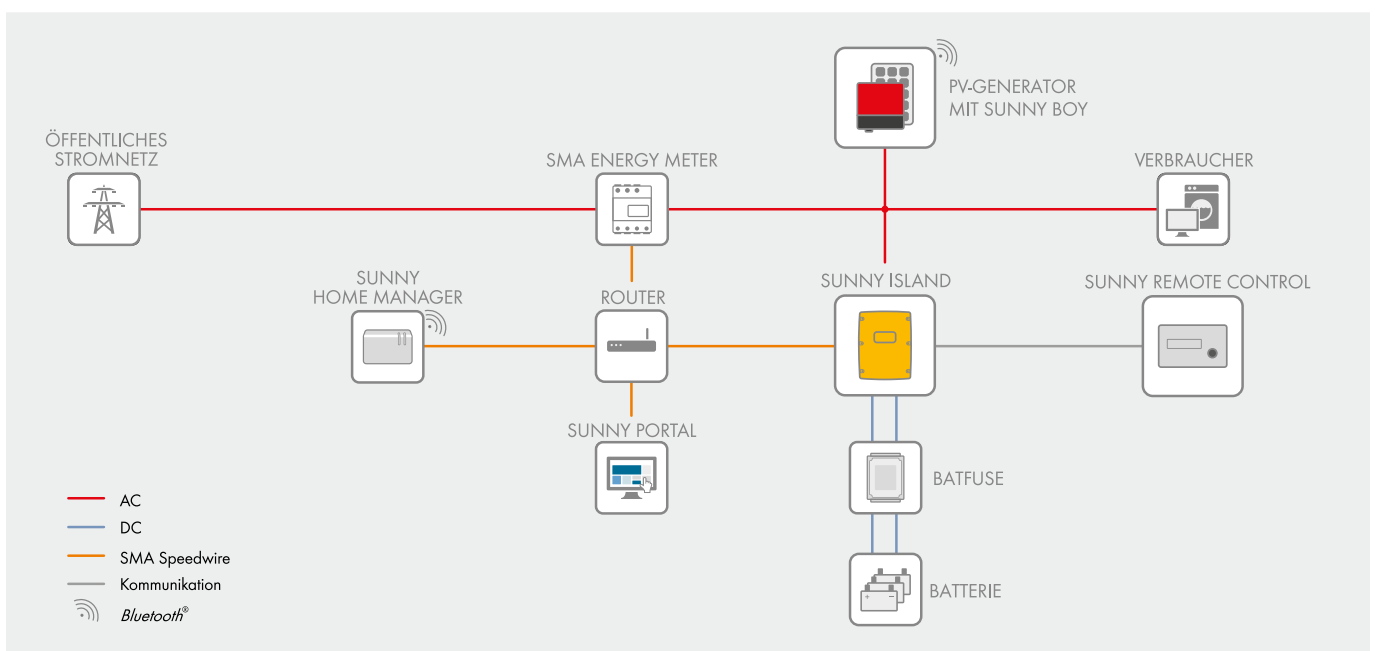 PV-GENERATOR
MIT SUNNY BOY
ÖFFENTLICHES
STROMNETZ
SMA ENERGY METER
VERBRAUCHER
SUNNY
HOME MANAGER
ROUTER
SUNNY ISLAND
SUNNY REMOTE CONTROL
SUNNY PORTAL
BATFUSE
BATTERIE
AC
DC
SMA Speedwire
Kommunikation
Bluetooth®